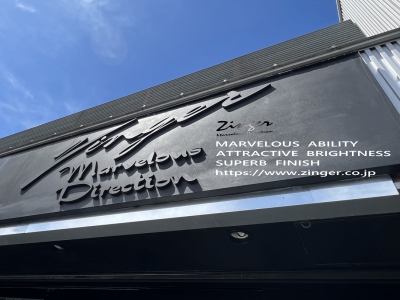 Zinger
Marvelous
Direction
Zinger
MARVELOUS ABILITY
ATTRACTIVE BRIGHTNESS
SUPERB FINISH
https://www.zinger.co.jp